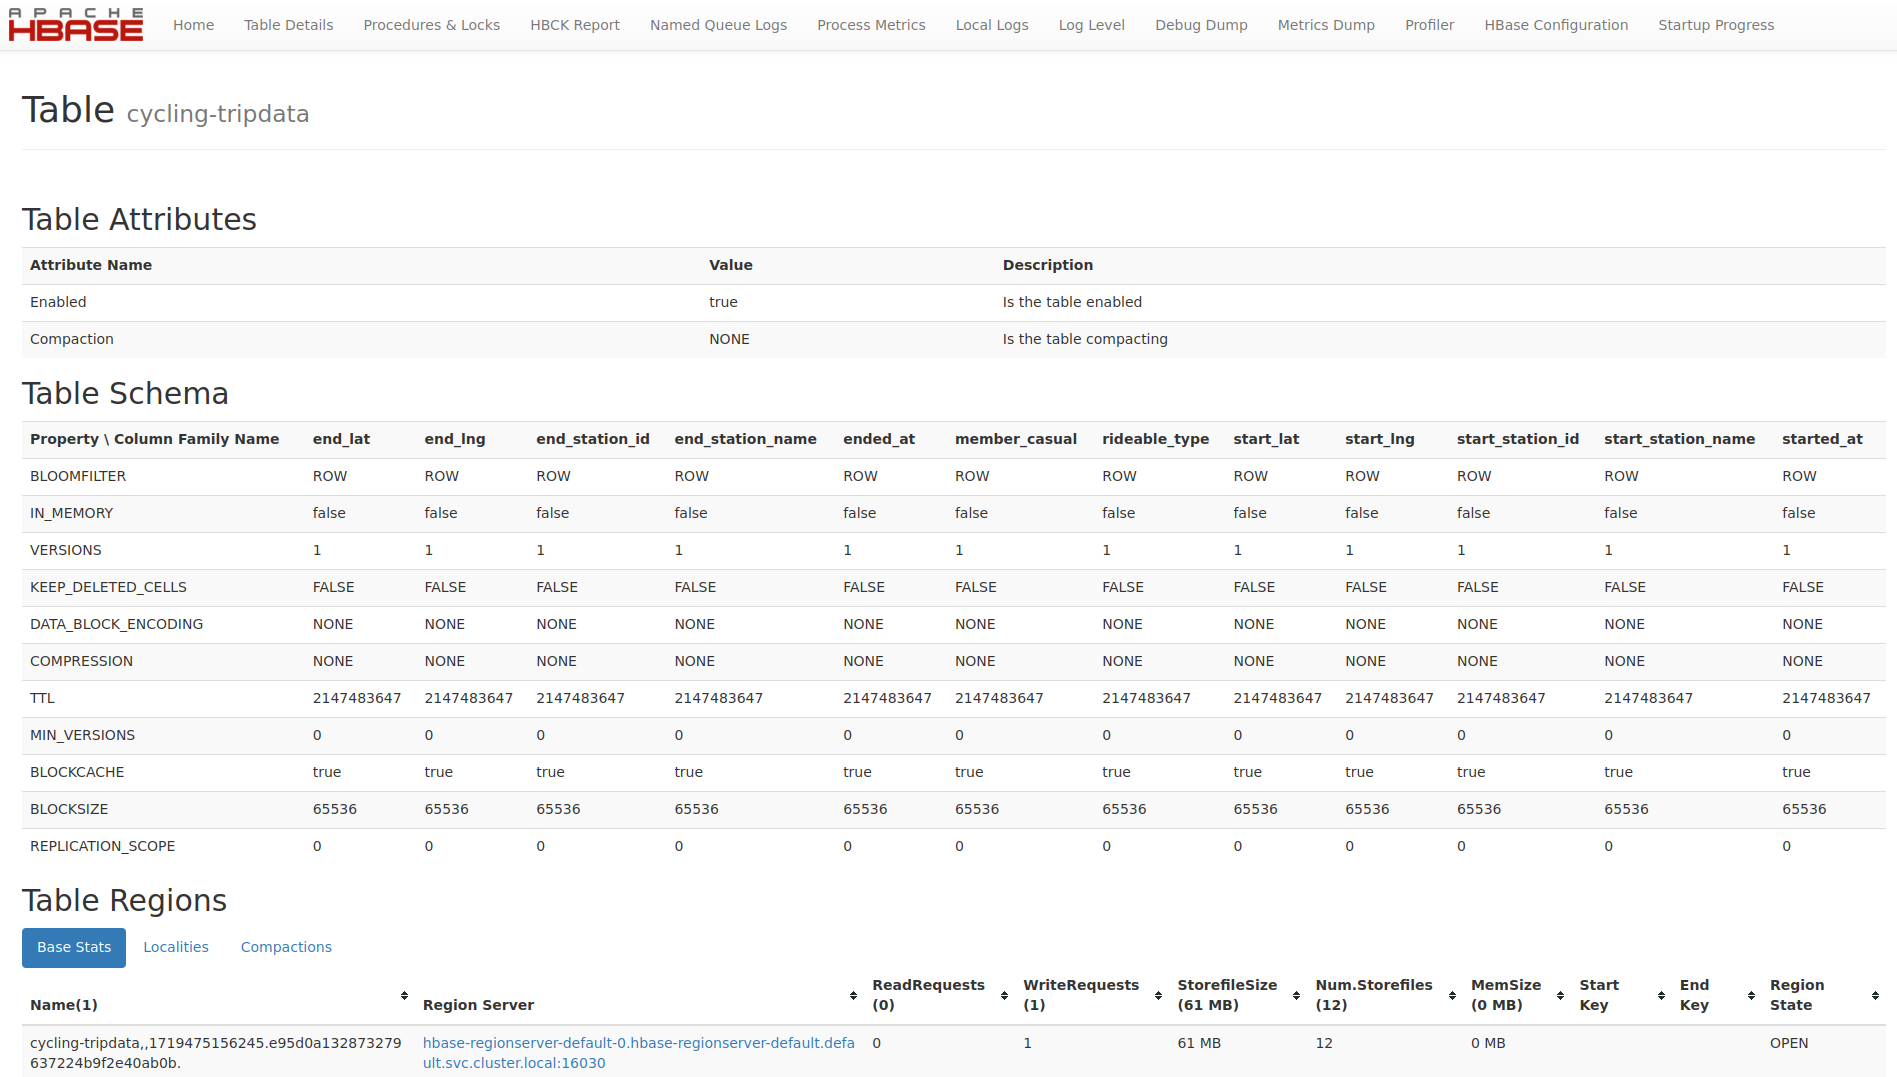 APACHE
HBASE
Home Table Details Procedures & Locks HBCK Report Named Queue Logs Process Metrics Local Logs Log Level Debug Dump Metrics Dump Profiler HBase Configuration Startup Progress
Table cycling-tripdata
Table Attributes
Attribute Name Value Description
Enabled true Is the table enabled
Compaction NONE Is the table compacting
Table Schema
Property \ Column Family Name end_lat end_lng end_station_id end_station_name ended_at member_casual rideable_type start_lat start_lng start_station_id start_station_name started_at
BLOOMFILTER ROW ROW ROW ROW ROW ROW ROW ROW ROW ROW ROW ROW
IN_MEMORY false false false false false false false false false false false false
VERSIONS 1 1 1 1 1 1 1 1 1 1 1 1
KEEP_DELETED_CELLS FALSE FALSE FALSE FALSE FALSE FALSE FALSE FALSE FALSE FALSE FALSE FALSE
DATA_BLOCK_ENCODING NONE NONE NONE NONE NONE NONE NONE NONE NONE NONE NONE NONE
COMPRESSION NONE NONE NONE NONE NONE NONE NONE NONE NONE NONE NONE NONE
TTL 2147483647 2147483647 2147483647 2147483647 2147483647 2147483647 2147483647 2147483647 2147483647 2147483647 2147483647 2147483647
MIN_VERSIONS 0 0 0 0 0 0 0 0 0 0 0 0
BLOCKCACHE true true true true true true true true true true true true
BLOCKSIZE 65536 65536 65536 65536 65536 65536 65536 65536 65536 65536 65536 65536
REPLICATION_SCOPE 0 0 0 0 0 0 0 0 0 0 0 0
Table Regions
Base Stats Localities Compactions
Name(1) Region Server ReadRequests (0) WriteRequests (1) StorefileSize (61 MB) Num.Storefiles (12) MemSize (0 MB) Start Key End Key Region State
cycling-tripdata,,1719475156245.e95d0a132873279 hbase-regionserver-default-0.hbase-regionserver-default.defa 0 1 61 MB 12 0 MB OPEN
637224b9f2e40ab0b. ult.svc.cluster.local:16030